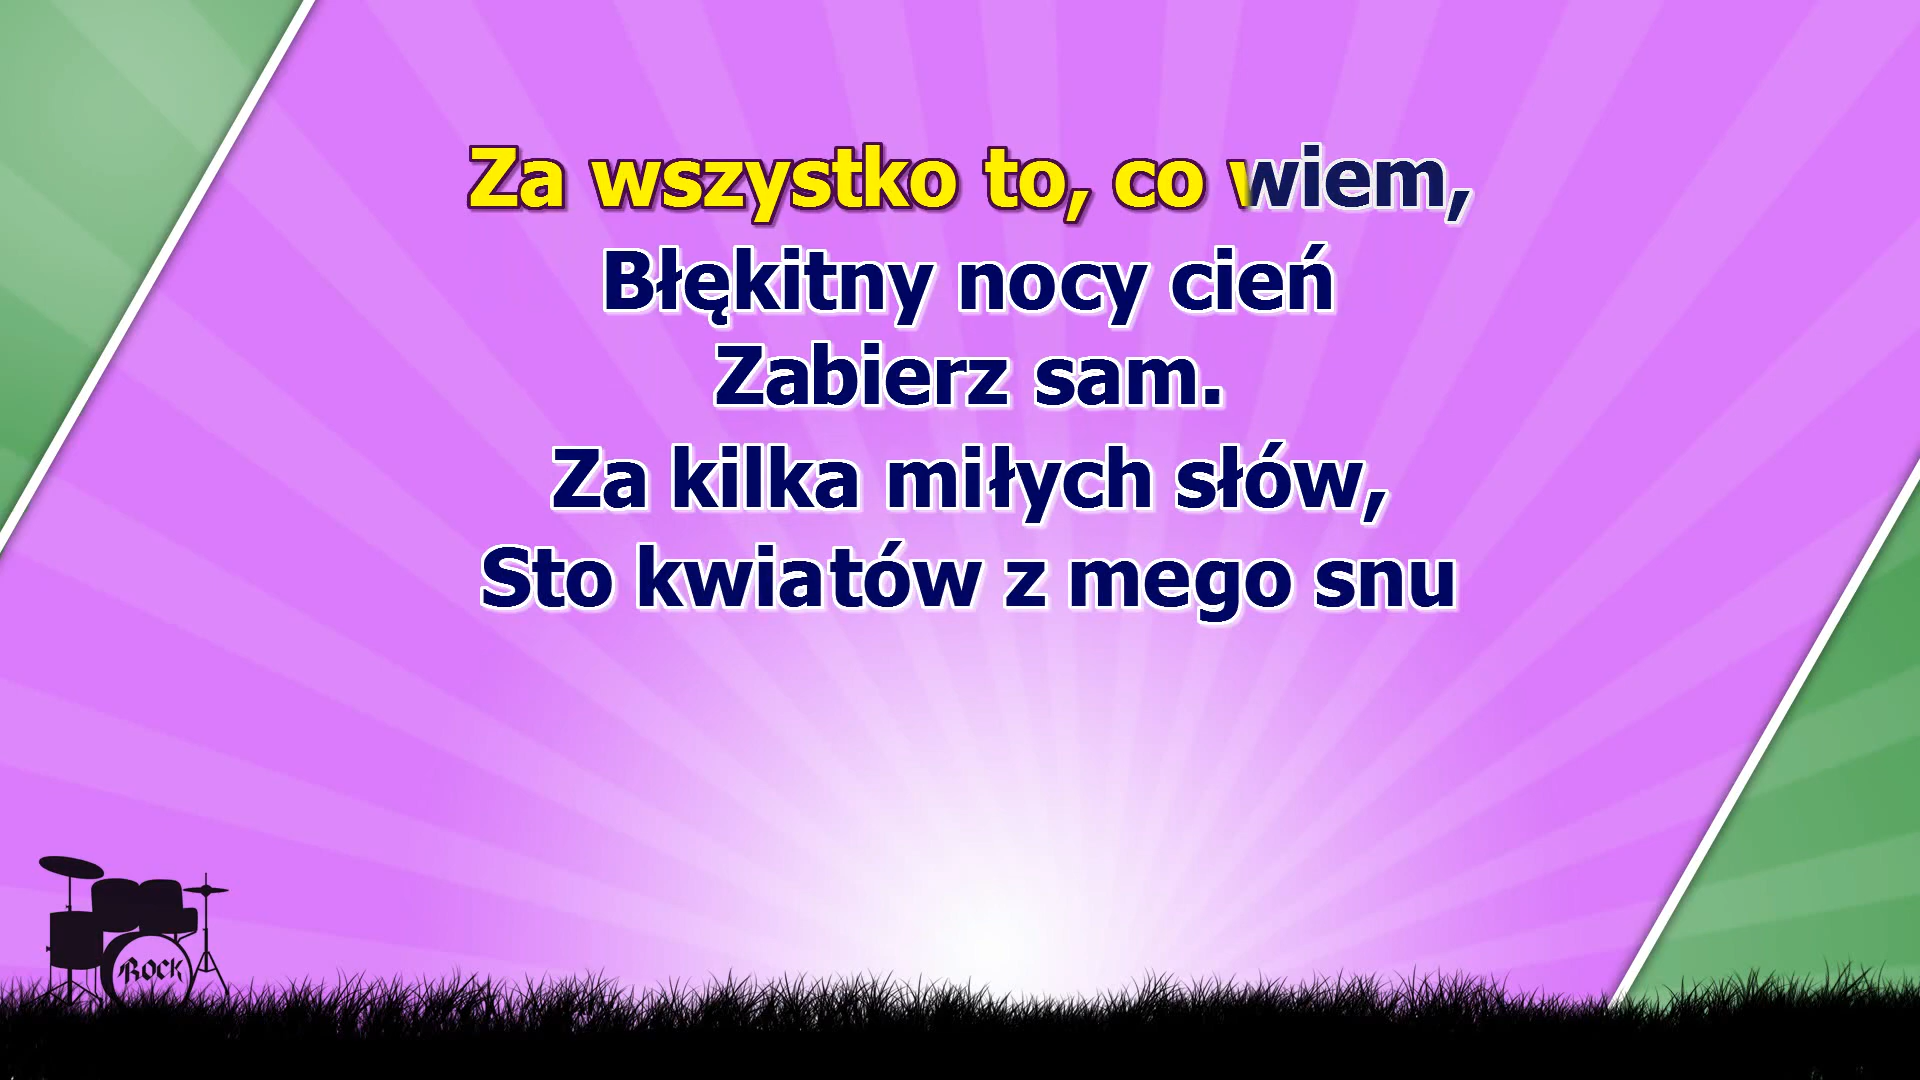 Za wszystko to, co wiem,
Błękitny nocy cień
Zabierz sam.
Za kilka miłych słów,
Sto kwiatów z mego snu
ROCK